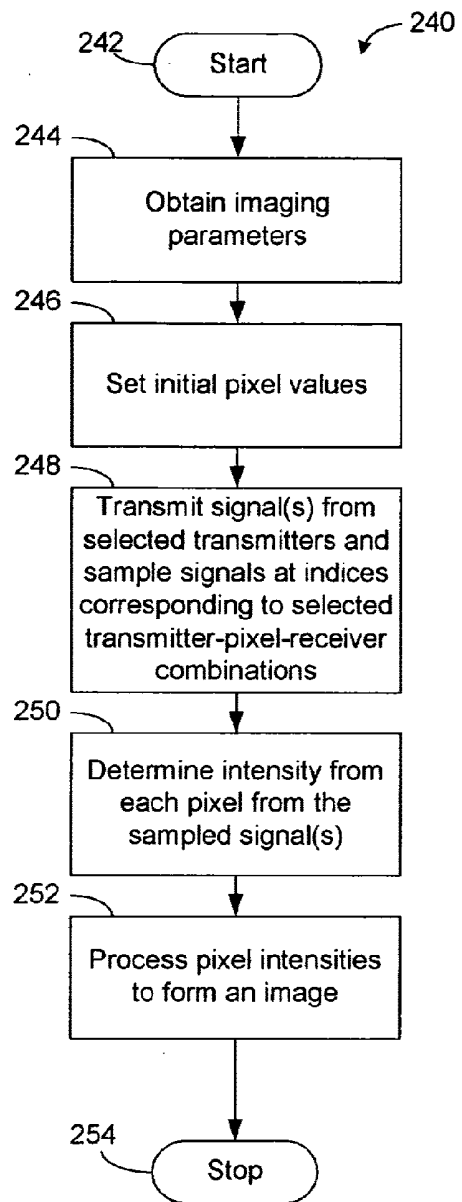 240
242
Start
244
Obtain imaging
parameters
246
Set initial pixel values
248
Transmit signal(s) from
selected transmitters and
sample signals at indices
corresponding to selected
transmitter-pixel-receiver
combinations
250
Determine intensity from
each pixel from the
sampled signal(s)
252
Process pixel intensities
to form an image
254
Stop